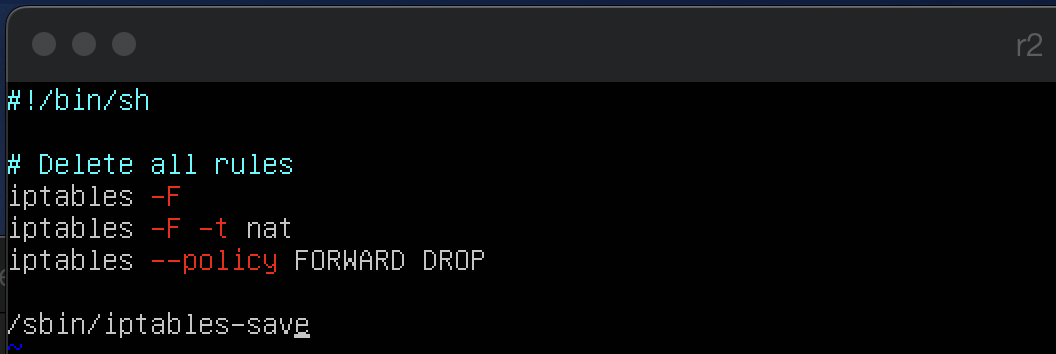 r2
#!/bin/sh
# Delete all rules
iptables -F
iptables -F -t nat
iptables --policy FORWARD DROP
/sbin/iptables-save
~